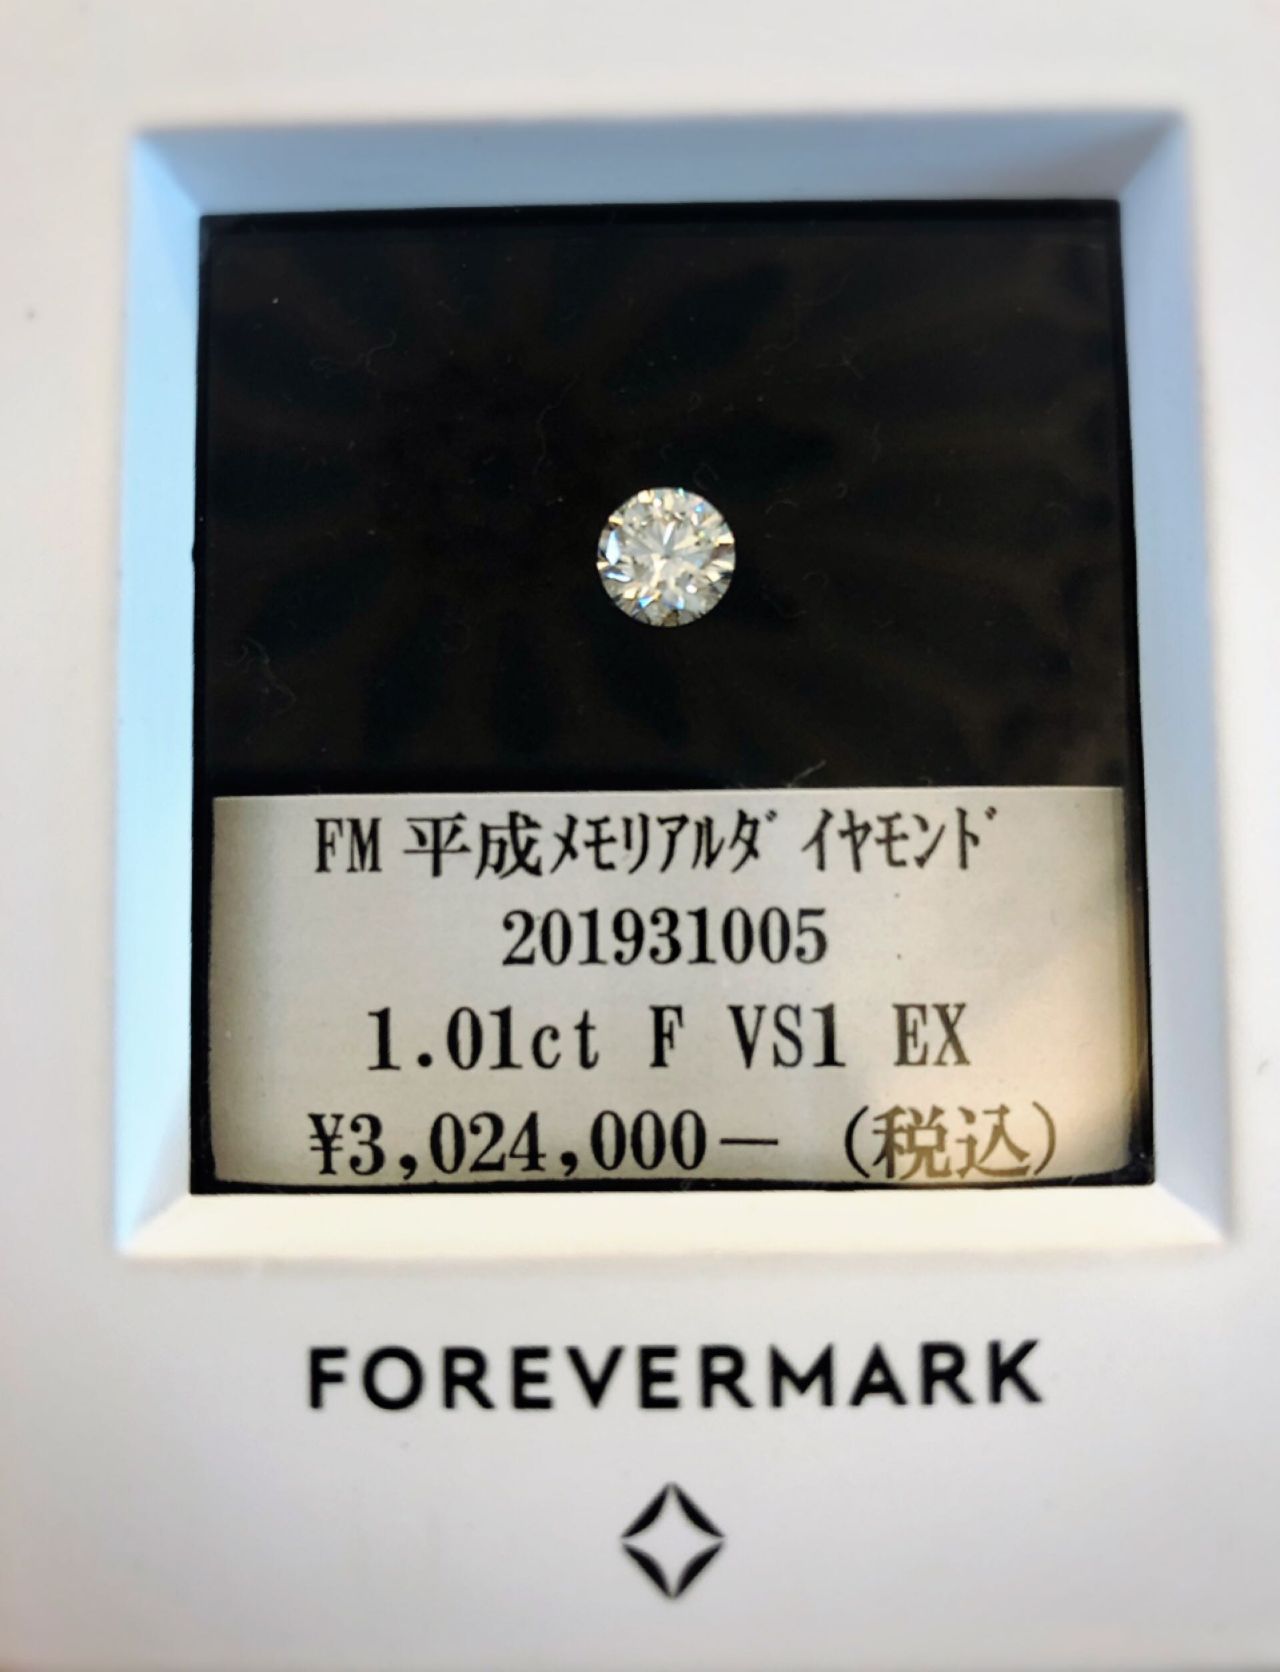 FM 平成ﾒﾓﾘｱﾙﾀﾞｲﾔﾓﾝﾄﾞ
201931005
1.01ct F VS1 EX
¥3,024,000― (税込)
FOREVERMARK